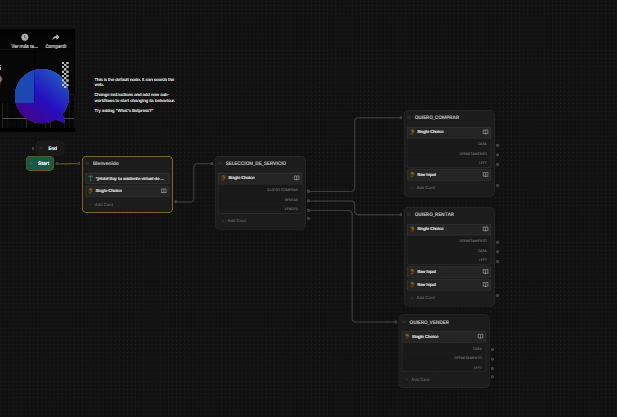 Ver más ta...
Compartir
This is the default node. It can search the
web.
Change instructions and add new sub-
workflows to start changing its behaviour.
Try asking "What's Botpress?"
End
Start
Bienvenido
"¡Hola! Soy tu asistente virtual de ...
Single Choice
Add Card
SELECCION_DE_SERVICIO
Single Choice
QUIERO COMPRAR
RENTAR
VENDER
Add Card
QUIERO_COMPRAR
Single Choice
CASA
DEPARTAMENTO
LOFT
Raw Input
Add Card
QUIERO_RENTAR
Single Choice
DEPARTAMENTO
CASA
LOFT
Raw Input
Raw Input
Add Card
QUIERO_VENDER
Single Choice
CASA
DEPARTAMENTO
LOFT
Add Card